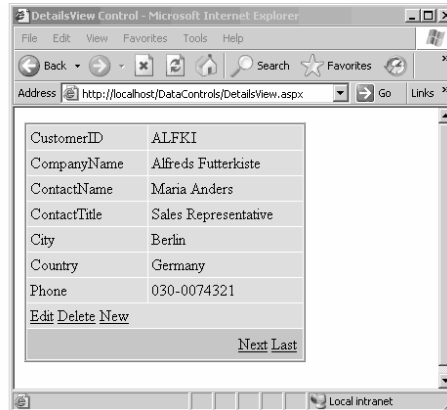 DetailsView Control - Microsoft Internet Explorer
File Edit View Favorites Tools Help
Back Search Favorites
Address http://localhost/DataControls/DetailsView.aspx Go Links
CustomerID ALFKI
CompanyName Alfreds Futterkiste
ContactName Maria Anders
ContactTitle Sales Representative
City Berlin
Country Germany
Phone 030-0074321
Edit Delete New
Next Last
Local intranet